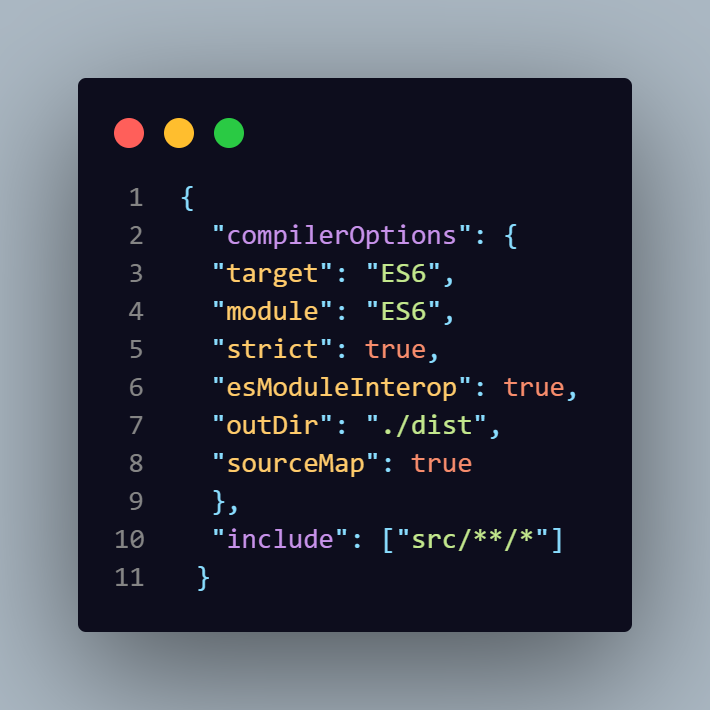 1 {
2   "compilerOptions": {
3   "target": "ES6",
4   "module": "ES6",
5   "strict": true,
6   "esModuleInterop": true,
7   "outDir": "./dist",
8   "sourceMap": true
9   },
10   "include": ["src/**/*"]
11  }